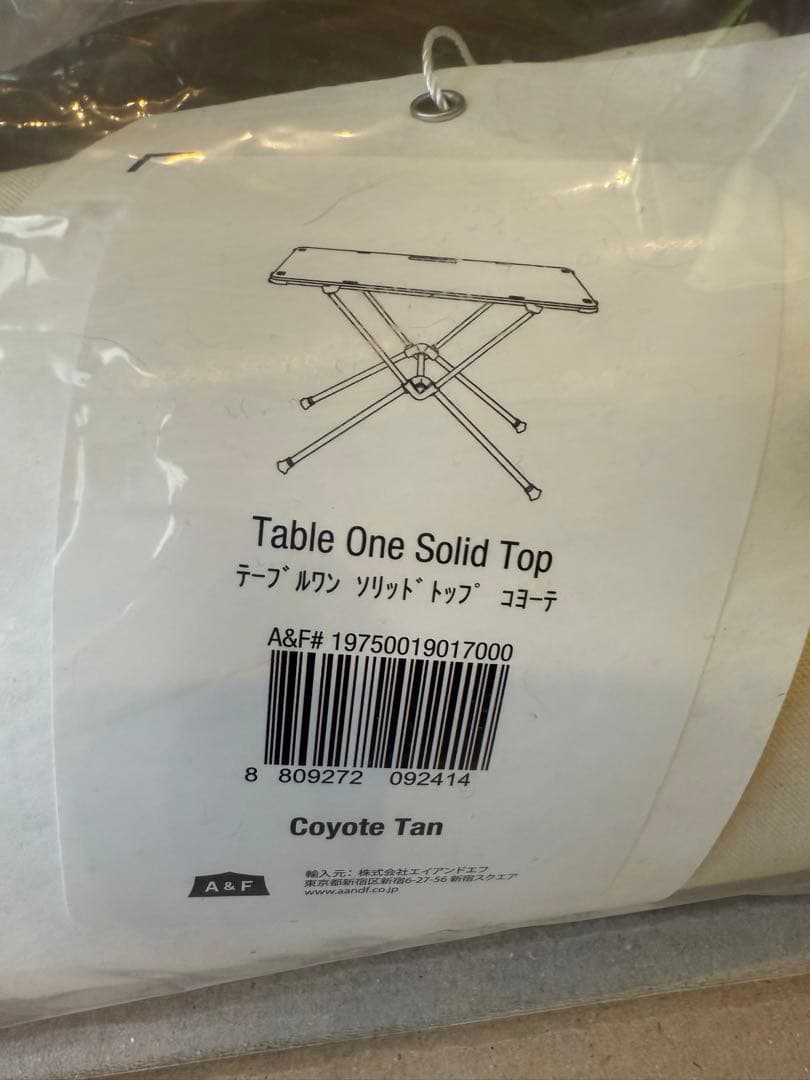 Table One Solid Top
ﾃｰﾌﾞﾙﾜﾝ ｿﾘｯﾄﾞﾄｯﾌﾟ ｺﾖｰﾃ
A&F# 19750019017000
8 809272 092414
Coyote Tan
A & F
輸入元：株式会社エイアンドエフ
東京都新宿区新宿6-27-56 新宿スクエア
www.aandf.co.jp